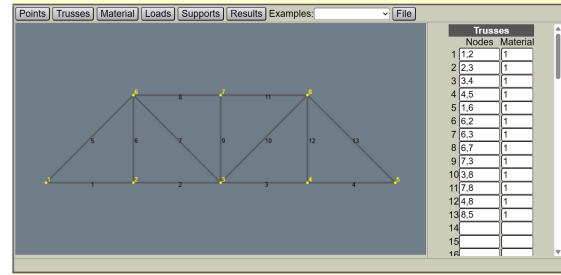 Points Trusses Material Loads Supports Results Examples: File
Trusses
Nodes Material
1 1,2 1
2 2,3 1
3 3,4 1
4 4,5 1
5 1,6 1
6 6,2 1
7 6,3 1
8 6,7 1
9 7,3 1
10 3,8 1
11 7,8 1
12 4,8 1
13 8,5 1
14
15
16
6 7 8
8 11
5 6 7 9 10 12 13
1 2 3 4 5
1 2 3 4